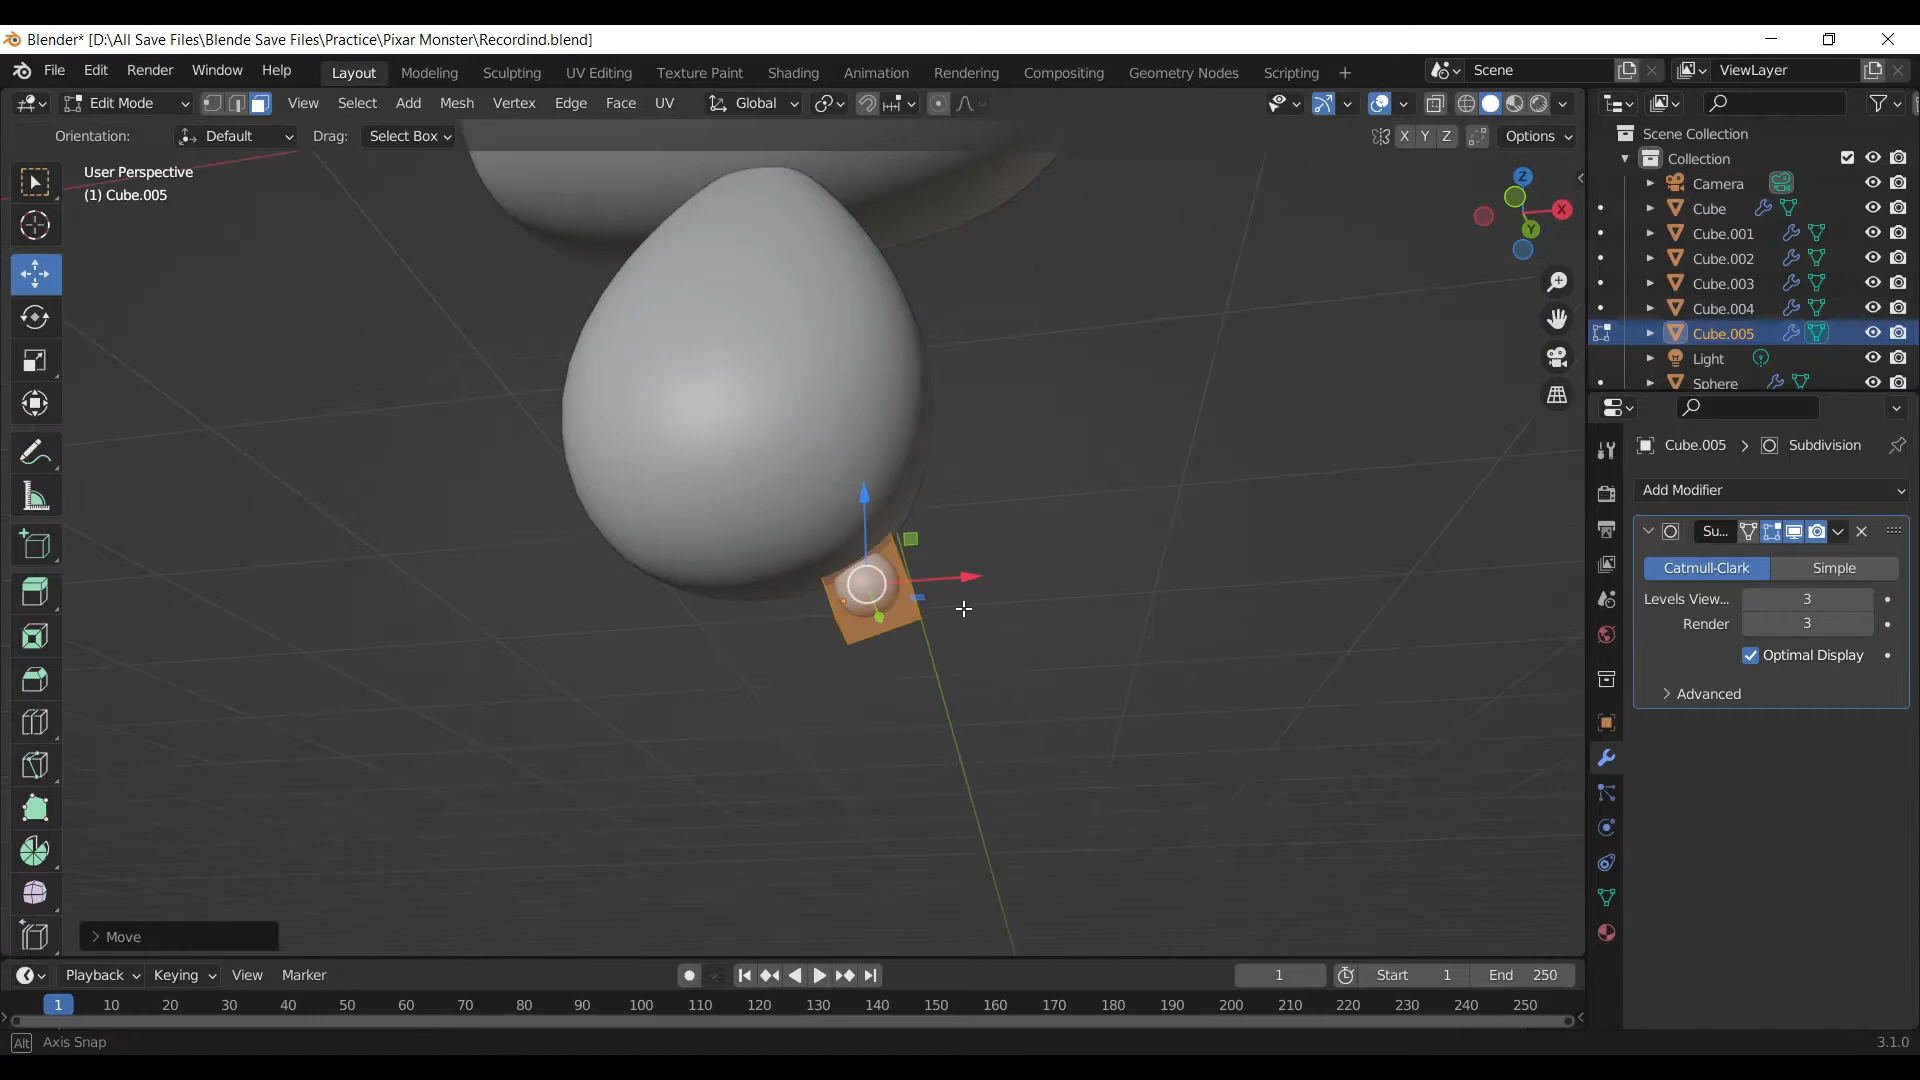 Blender* [D:\All Save Files\Blende Save Files\Practice\Pixar Monster\Recordind.blend]
File Edit Render Window Help Layout Modeling Sculpting UV Editing Texture Paint Shading Animation Rendering Compositing Geometry Nodes Scripting + Scene ViewLayer
Edit Mode View Select Add Mesh Vertex Edge Face UV Global
Orientation: Default Drag: Select Box X Y Z Options
User Perspective
(1) Cube.005
Z
X
Y
Scene Collection
Collection
Camera
Cube
Cube.001
Cube.002
Cube.003
Cube.004
Cube.005
Light
Sphere
Cube.005 > Subdivision
Add Modifier
Su...
Catmull-Clark Simple
Levels View... 3
Render 3
Optimal Display
Advanced
Move
Playback Keying View Marker 1 Start 1 End 250
1 10 20 30 40 50 60 70 80 90 100 110 120 130 140 150 160 170 180 190 200 210 220 230 240 250
Alt Axis Snap 3.1.0